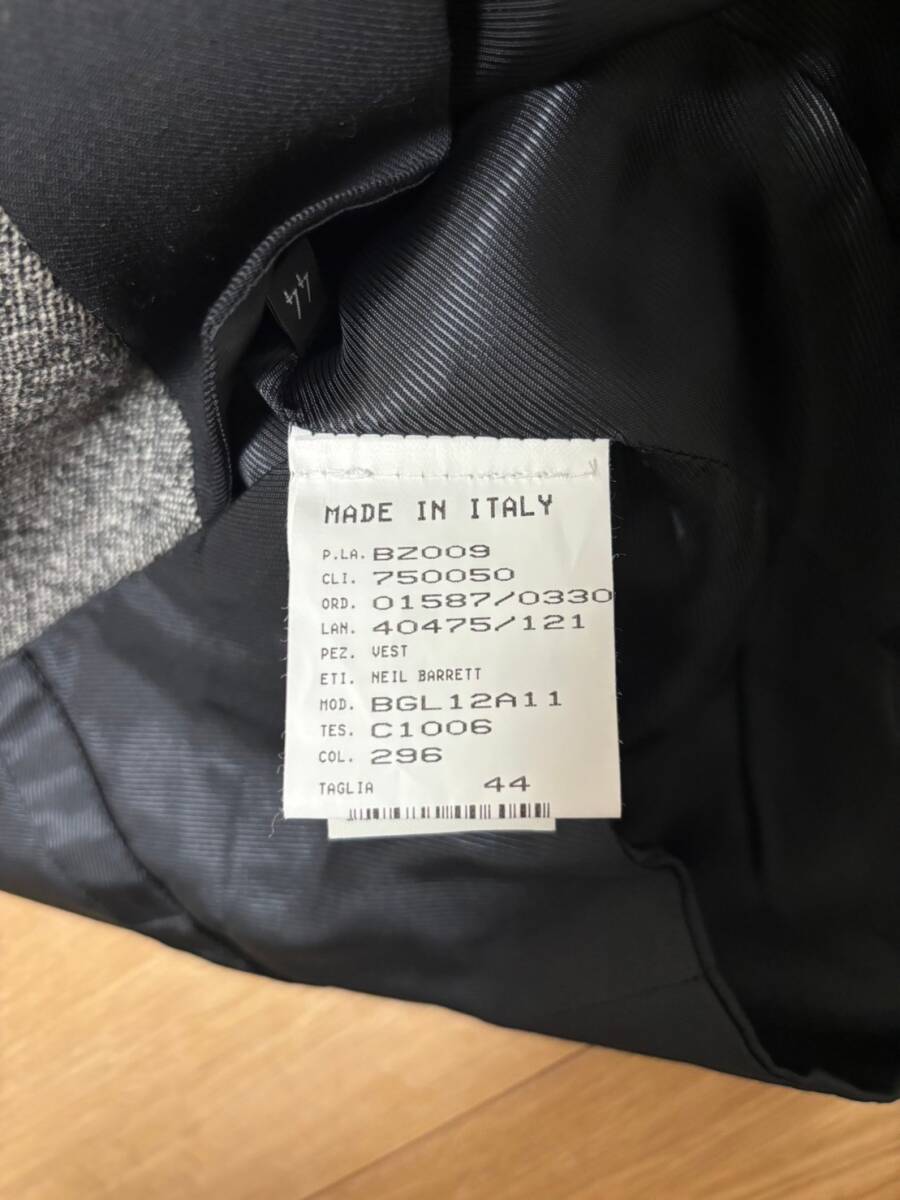 44
MADE IN ITALY
P.LA. BZ009
CLI. 750050
ORD. 01587/0330
LAN. 40475/121
PEZ. VEST
ETI. NEIL BARRETT
MOD. BGL12A11
TES. C1006
COL. 296
TAGLIA 44